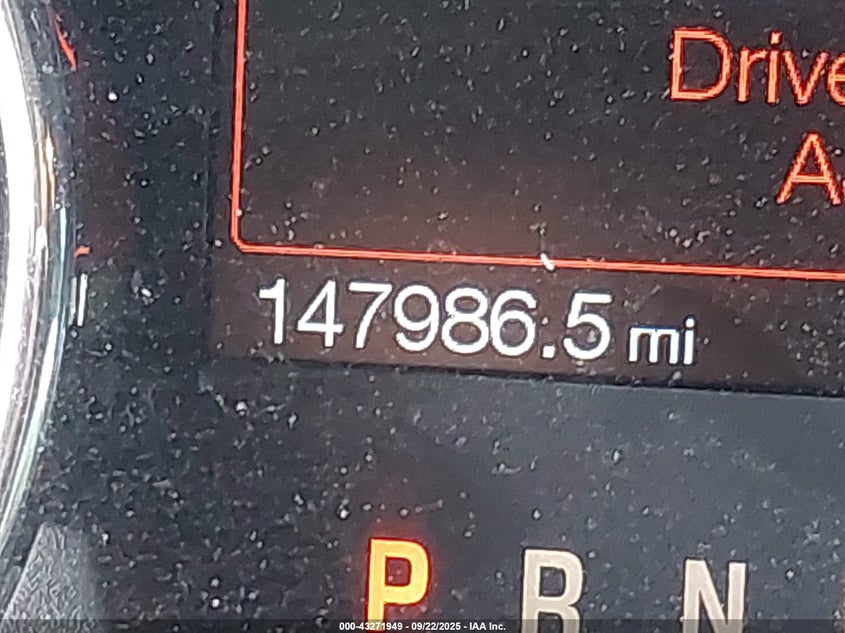 Drive
147986.5 mi
P R N
000-43271949 - 09/22/2025 - IAA Inc.